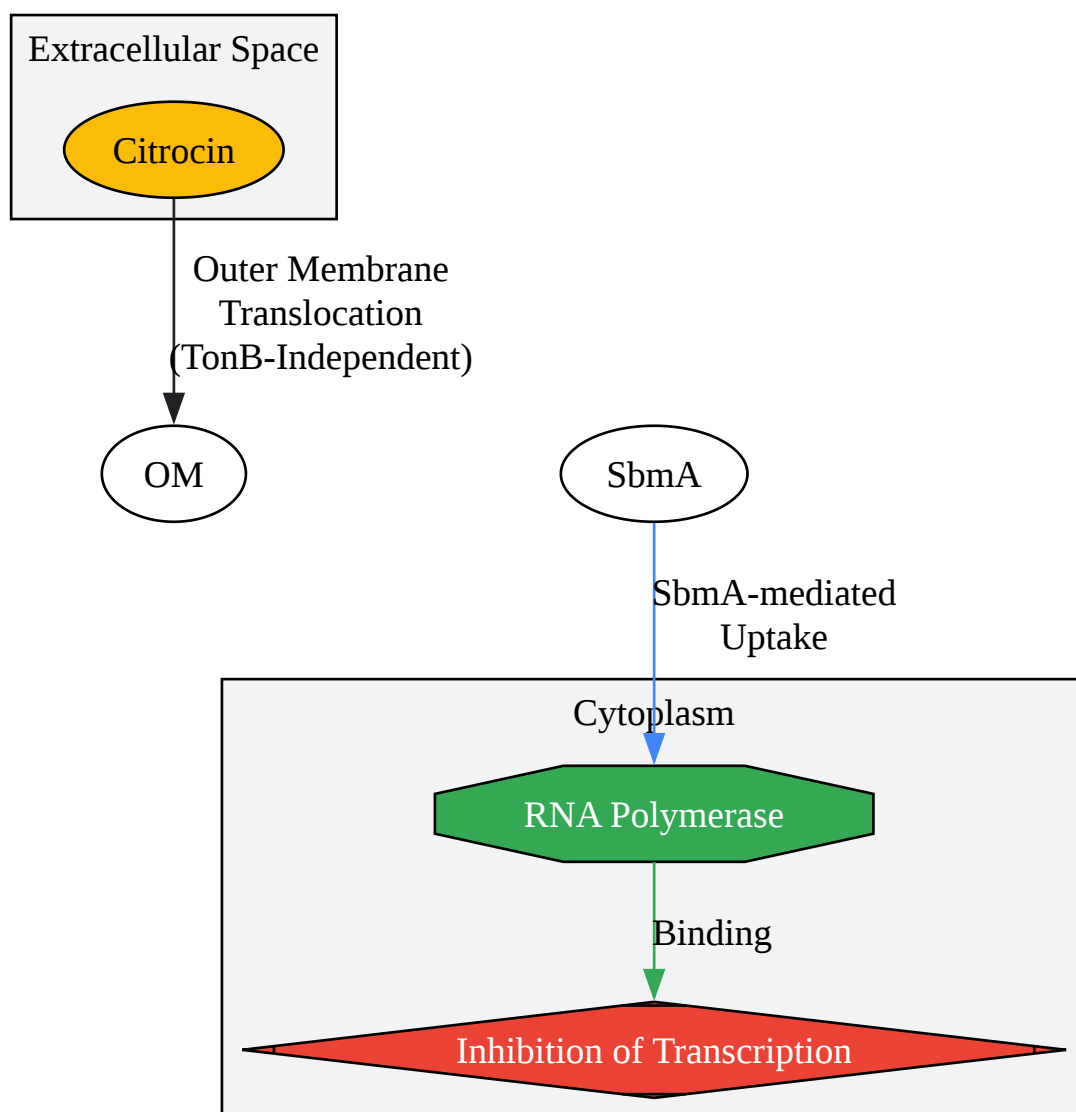 Extracellular Space
Citrocin
Outer Membrane
Translocation
(TonB-Independent)
OM
SbmA
SbmA-mediated
Uptake
Cytoplasm
RNA Polymerase
Binding
Inhibition of Transcription